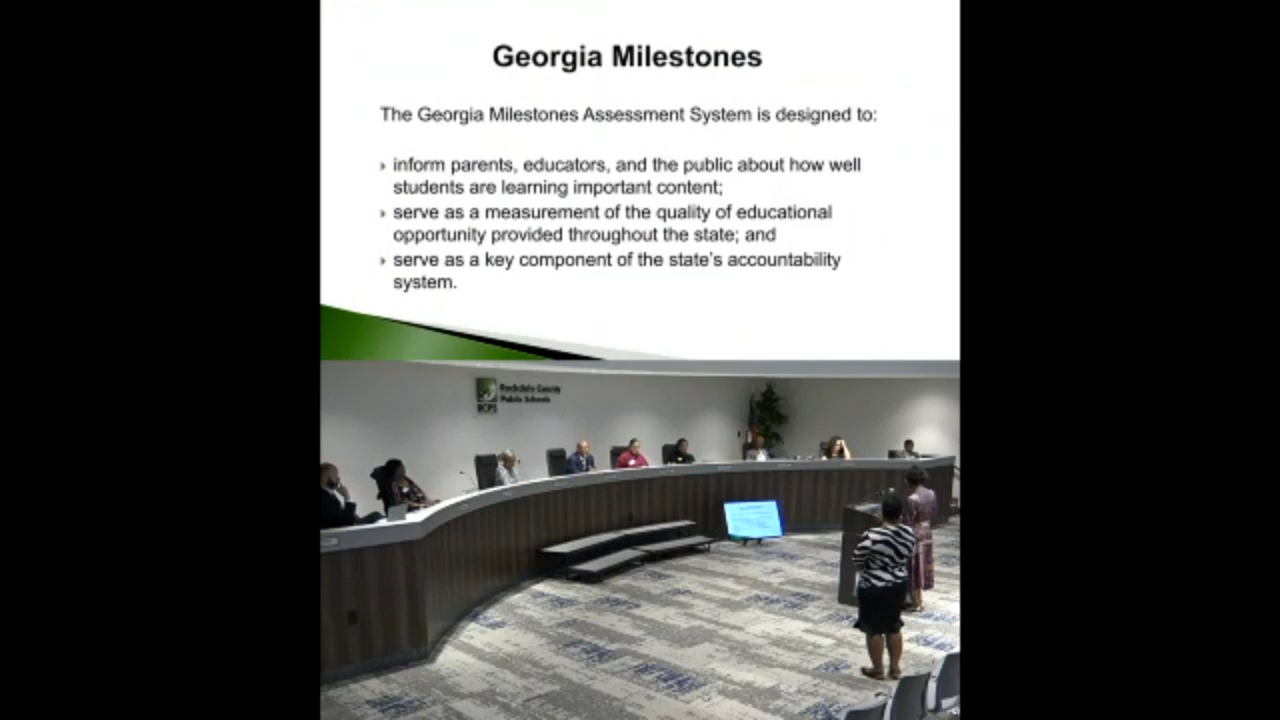 Georgia Milestones
The Georgia Milestones Assessment System is designed to:
inform parents, educators, and the public about how well
students are learning important content;
serve as a measurement of the quality of educational
opportunity provided throughout the state; and
serve as a key component of the state's accountability
system.
Rockdale County
Public Schools
RCPS